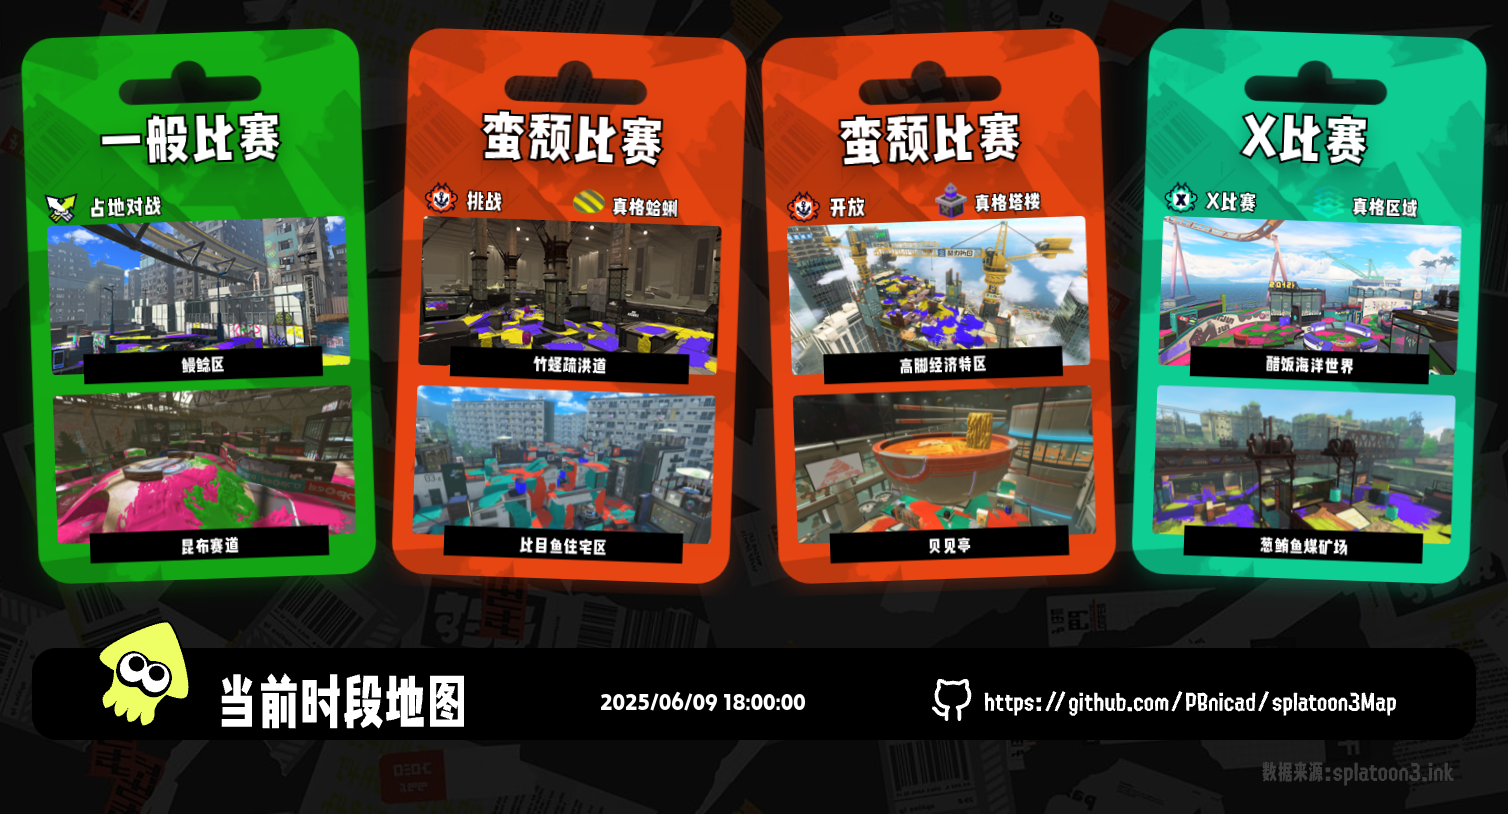 一般比赛
占地对战
鳗鲶区
昆布赛道
蛮颓比赛
挑战
真格蛤蜊
竹蛏疏洪道
比目鱼住宅区
蛮颓比赛
开放
真格塔楼
高脚经济特区
贝见亭
X比赛
X比赛
真格区域
醋饭海洋世界
葱鲔鱼煤矿场
当前时段地图
2025/06/09 18:00:00
https://github.com/PBnicad/splatoon3Map
数据来源:splatoon3.ink